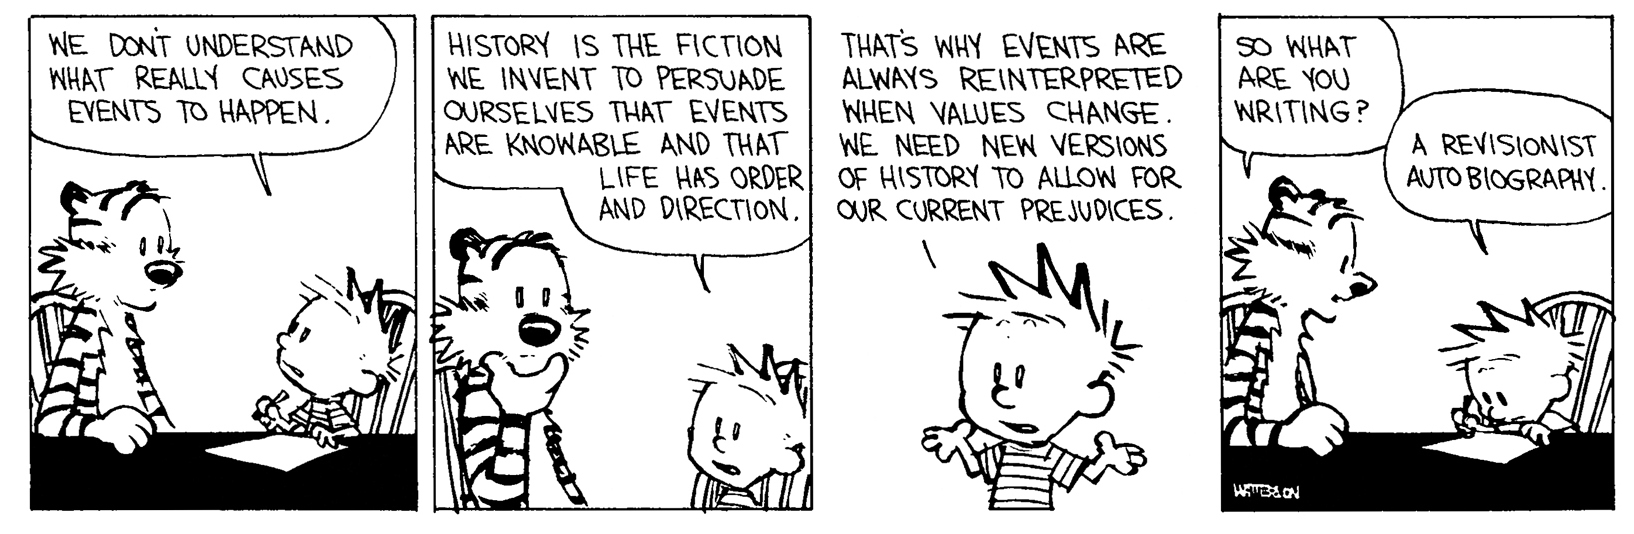 WE DON'T UNDERSTAND
WHAT REALLY CAUSES
EVENTS TO HAPPEN.
HISTORY IS THE FICTION
WE INVENT TO PERSUADE
OURSELVES THAT EVENTS
ARE KNOWABLE AND THAT
LIFE HAS ORDER
AND DIRECTION.
THAT'S WHY EVENTS ARE
ALWAYS REINTERPRETED
WHEN VALUES CHANGE.
WE NEED NEW VERSIONS
OF HISTORY TO ALLOW FOR
OUR CURRENT PREJUDICES.
SO WHAT
ARE YOU
WRITING?
A REVISIONIST
AUTOBIOGRAPHY.
WATTERSON